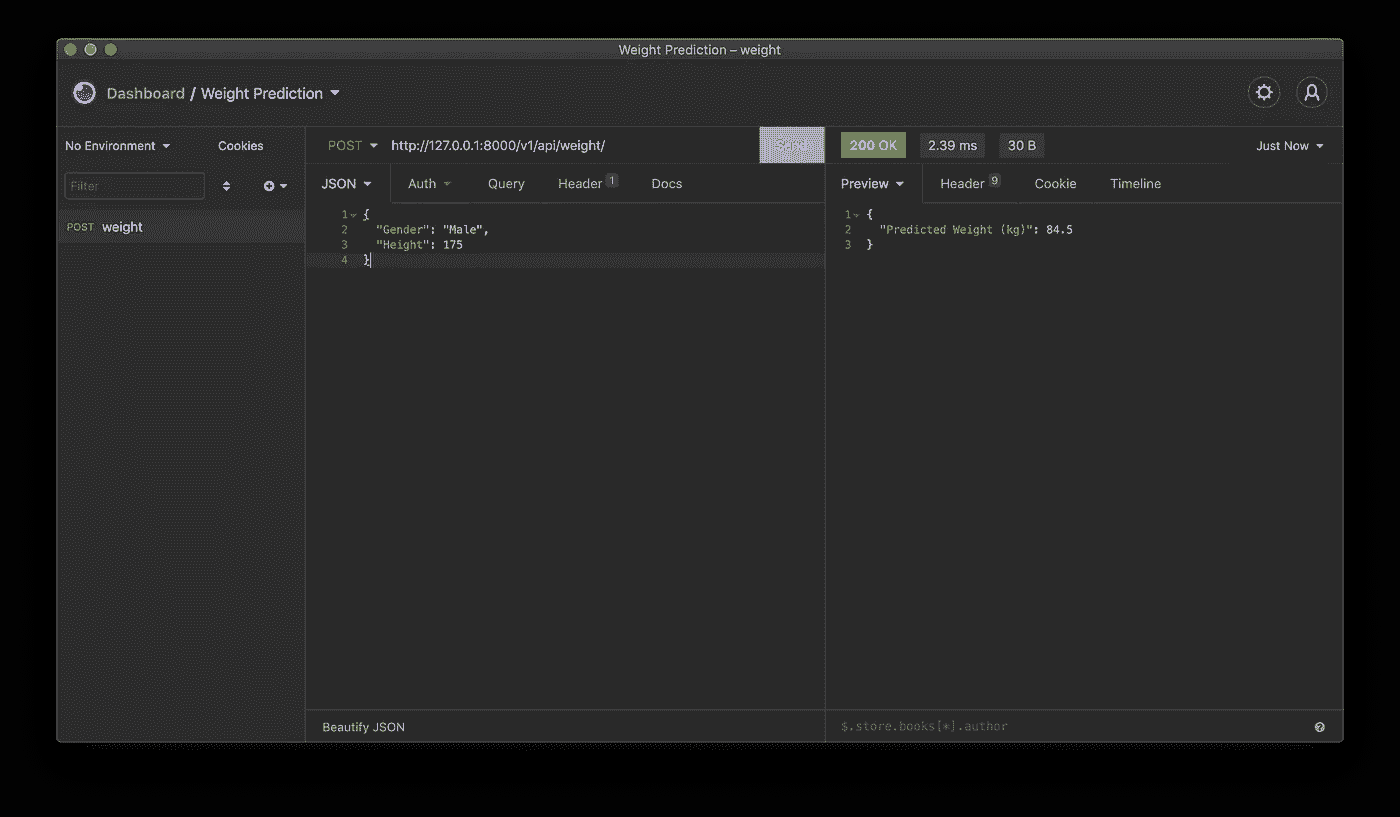 Weight Prediction – weight
Dashboard / Weight Prediction
No Environment Cookies
POST http://127.0.0.1:8000/v1/api/weight/
200 OK 2.39 ms 30 B Just Now
Filter
JSON Auth Query Header 1 Docs
Preview Header 9 Cookie Timeline
POST weight
1 {
2 "Gender": "Male",
3 "Height": 175
4 }
1 {
2 "Predicted Weight (kg)": 84.5
3 }
Beautify JSON
$.store.books[*].author